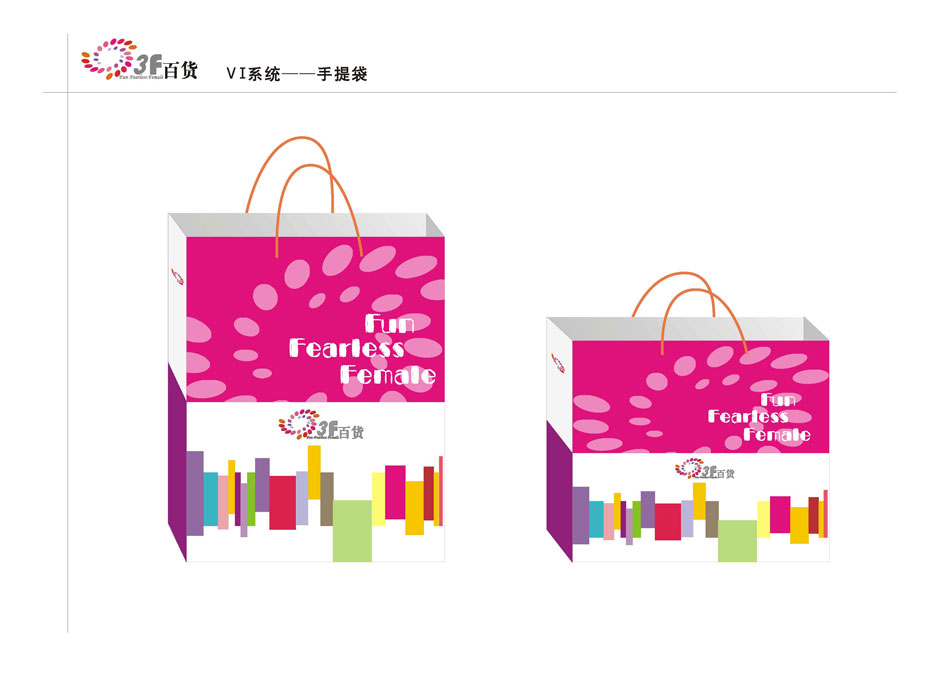 3F百货
Fun Fearless Female
VI系统——手提袋
Fun
Fearless
Female
3F百货
Fun
Fearless
Female
3F百货